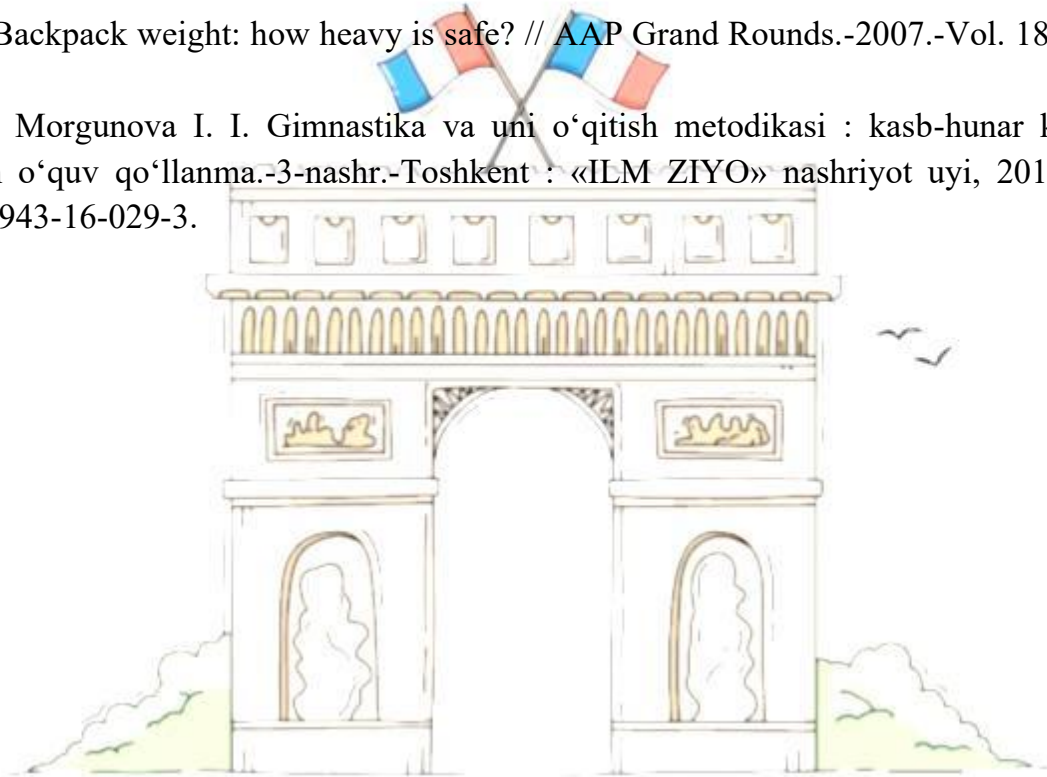 Backpack weight: how heavy is safe? // AAP Grand Rounds.-2007.-Vol. 18
Morgunova I. I. Gimnastika va uni o‘qitish metodikasi : kasb-hunar k
o‘quv qo‘llanma.-3-nashr.-Toshkent : «ILM ZIYO» nashriyot uyi, 201
943-16-029-3.